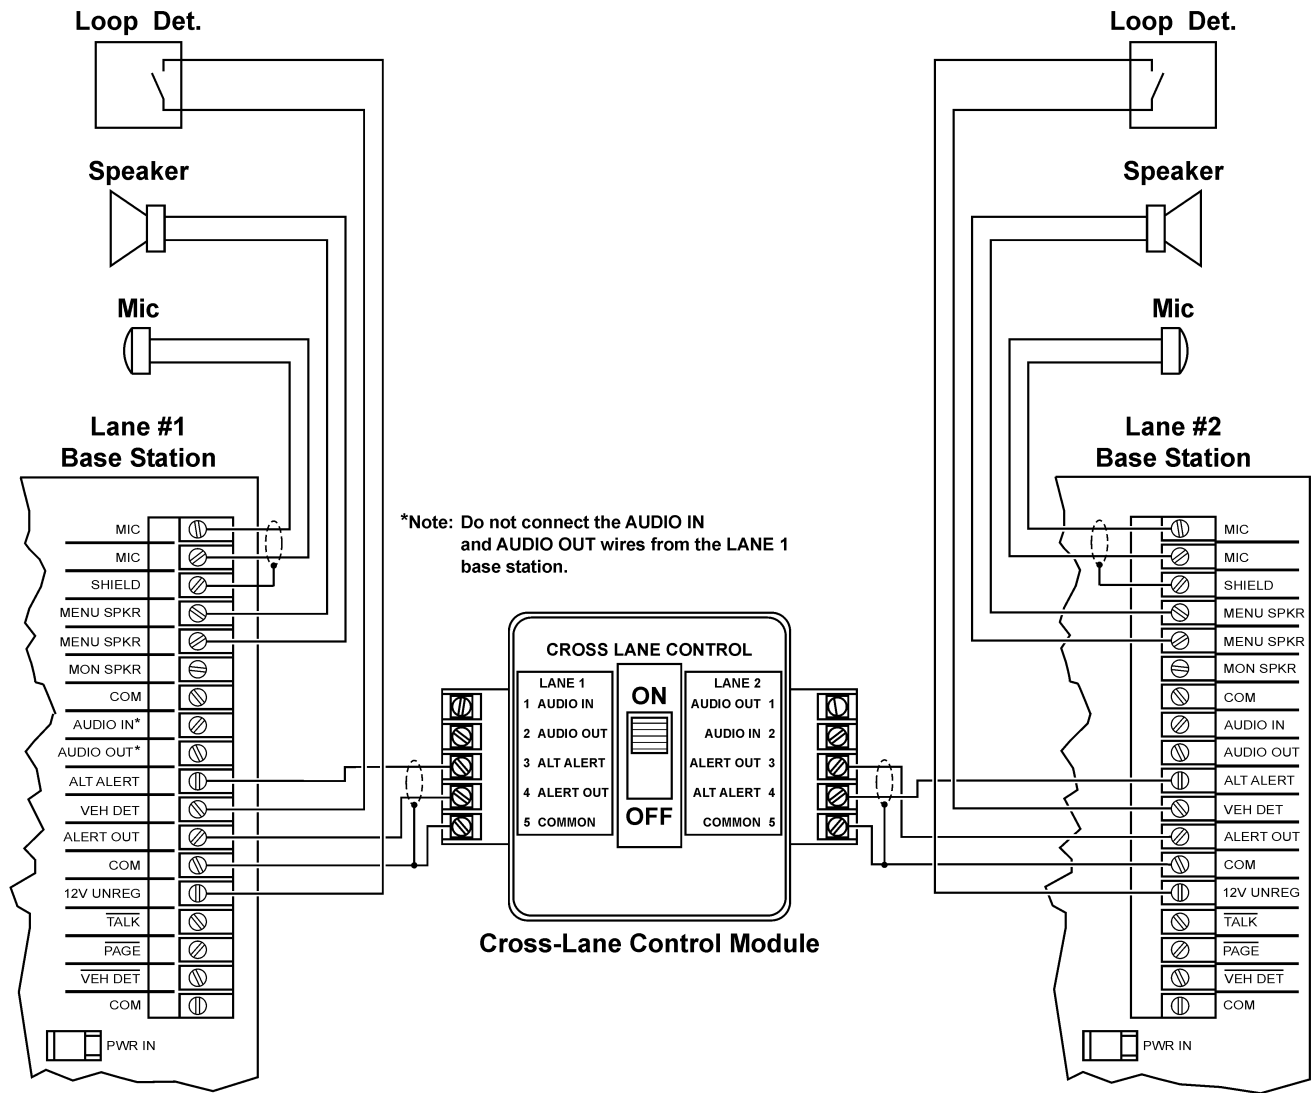 Loop Det.
Loop Det.
Speaker
Speaker
Mic
Mic
Lane #1
Base Station
Lane #2
Base Station
MIC
MIC
SHIELD
MENU SPKR
MENU SPKR
MON SPKR
COM
AUDIO IN*
AUDIO OUT*
ALT ALERT
VEH DET
ALERT OUT
COM
12V UNREG
TALK
PAGE
VEH DET
COM
PWR IN
*Note: Do not connect the AUDIO IN
and AUDIO OUT wires from the LANE 1
base station.
CROSS LANE CONTROL
LANE 1
1 AUDIO IN
2 AUDIO OUT
3 ALT ALERT
4 ALERT OUT
5 COMMON
ON
OFF
LANE 2
AUDIO OUT 1
AUDIO IN 2
ALERT OUT 3
ALT ALERT 4
COMMON 5
Cross-Lane Control Module
MIC
MIC
SHIELD
MENU SPKR
MENU SPKR
MON SPKR
COM
AUDIO IN
AUDIO OUT
ALT ALERT
VEH DET
ALERT OUT
COM
12V UNREG
TALK
PAGE
VEH DET
COM
PWR IN